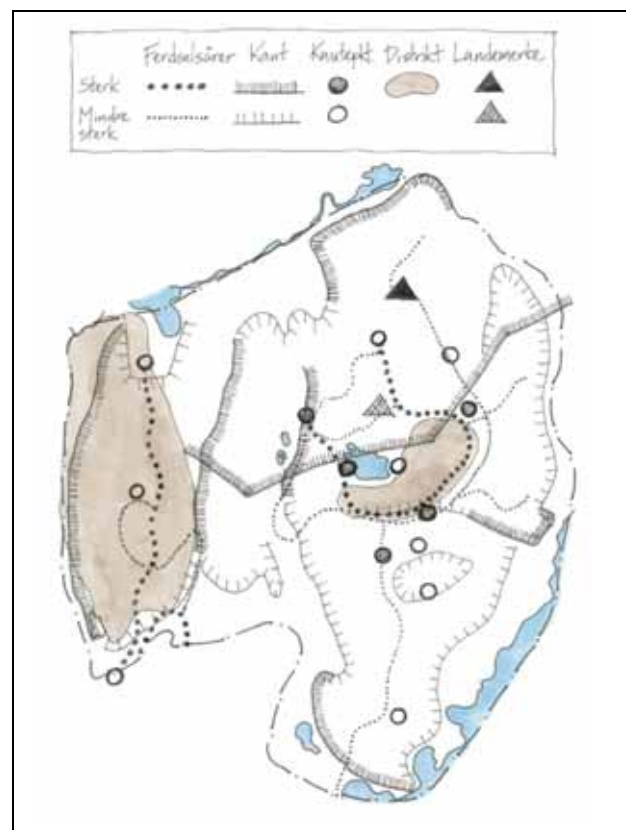 Ferdselsårer Kant Knutepkt. Distrikt Landemerke
Sterk
Mindre
sterk